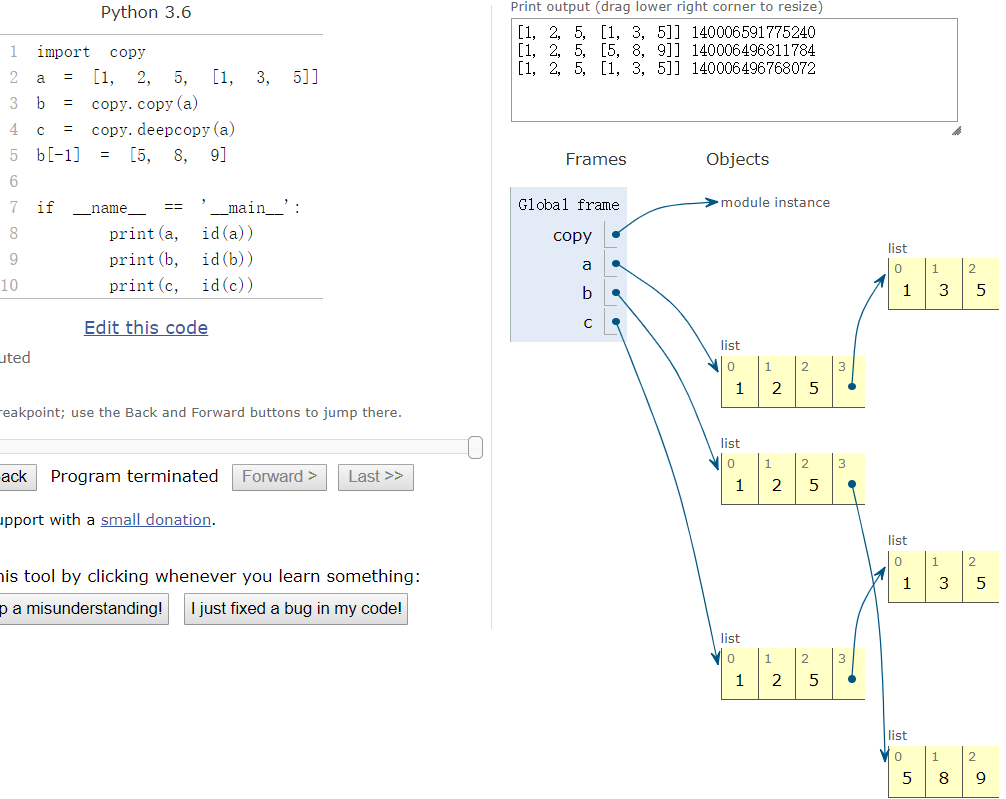 Python 3.6
1 import copy
2 a = [1, 2, 5, [1, 3, 5]]
3 b = copy.copy(a)
4 c = copy.deepcopy(a)
5 b[-1] = [5, 8, 9]
6
7 if __name__ == '__main__':
8 print(a, id(a))
9 print(b, id(b))
10 print(c, id(c))
Edit this code
uted
reakpoint; use the Back and Forward buttons to jump there.
ack Program terminated Forward > Last >>
upport with a small donation.
his tool by clicking whenever you learn something:
p a misunderstanding! I just fixed a bug in my code!
Print output (drag lower right corner to resize)
[1, 2, 5, [1, 3, 5]] 140006591775240
[1, 2, 5, [5, 8, 9]] 140006496811784
[1, 2, 5, [1, 3, 5]] 140006496768072
Frames Objects
Global frame
copy
a
b
c
module instance
list
0 1 2
1 3 5
list
0 1 2 3
1 2 5
list
0 1 2 3
1 2 5
list
0 1 2
1 3 5
list
0 1 2 3
1 2 5
list
0 1 2
5 8 9